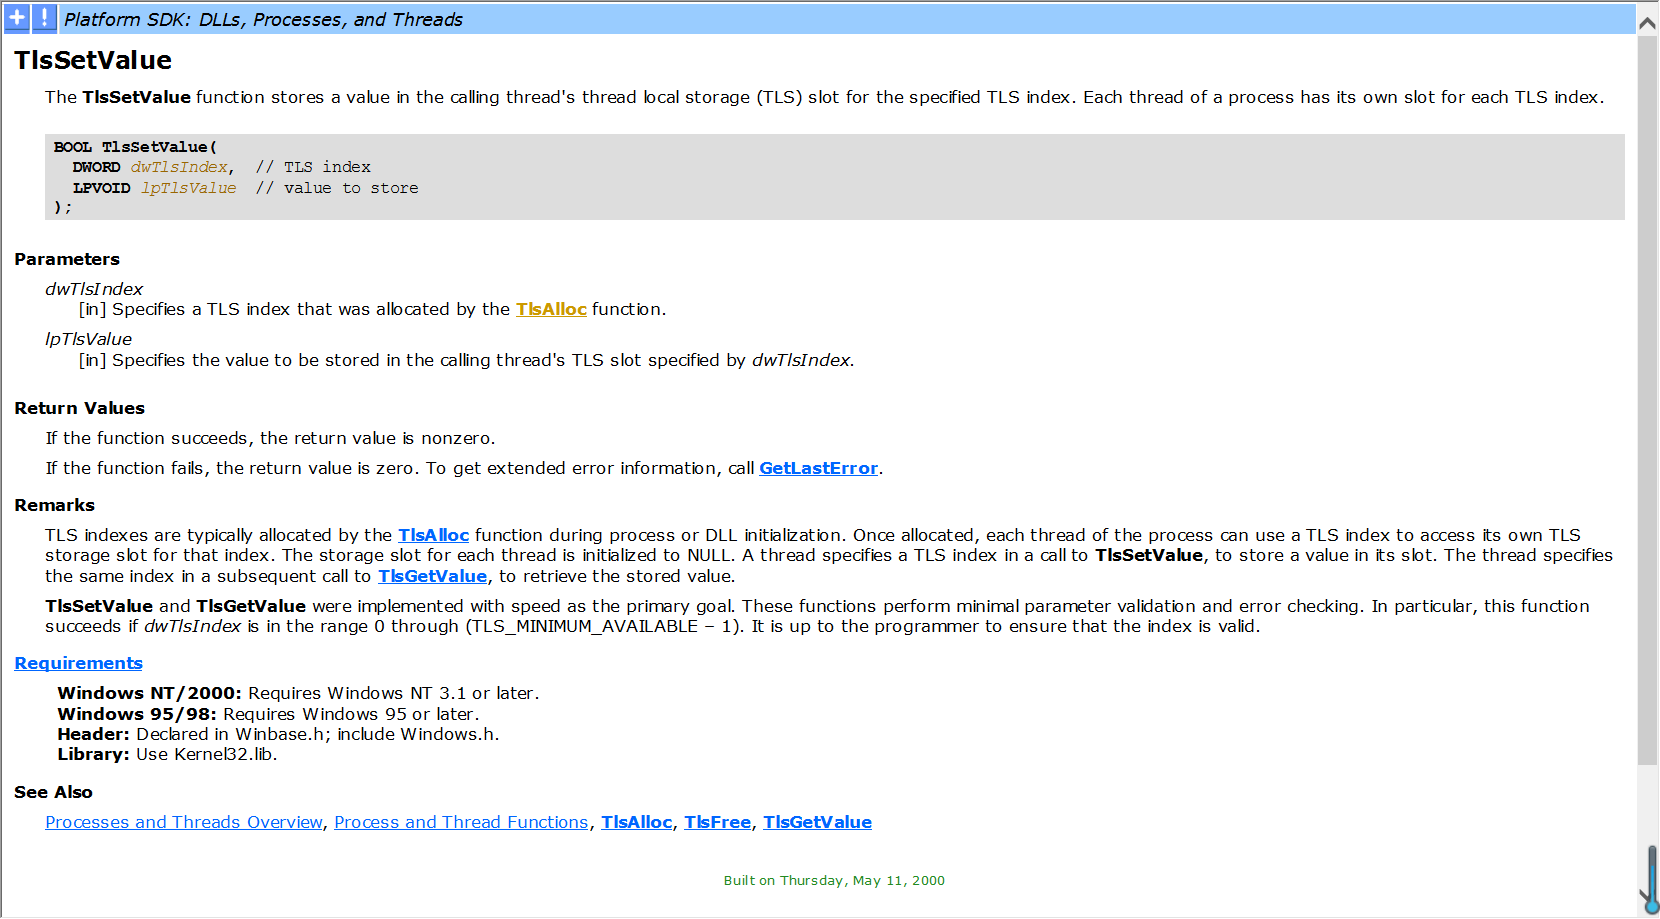 Platform SDK: DLLs, Processes, and Threads
TlsSetValue
The TlsSetValue function stores a value in the calling thread's thread local storage (TLS) slot for the specified TLS index. Each thread of a process has its own slot for each TLS index.
BOOL TlsSetValue(
  DWORD dwTlsIndex,  // TLS index
  LPVOID lpTlsValue  // value to store
);
Parameters
dwTlsIndex
[in] Specifies a TLS index that was allocated by the TlsAlloc function.
lpTlsValue
[in] Specifies the value to be stored in the calling thread's TLS slot specified by dwTlsIndex.
Return Values
If the function succeeds, the return value is nonzero.
If the function fails, the return value is zero. To get extended error information, call GetLastError.
Remarks
TLS indexes are typically allocated by the TlsAlloc function during process or DLL initialization. Once allocated, each thread of the process can use a TLS index to access its own TLS
storage slot for that index. The storage slot for each thread is initialized to NULL. A thread specifies a TLS index in a call to TlsSetValue, to store a value in its slot. The thread specifies
the same index in a subsequent call to TlsGetValue, to retrieve the stored value.
TlsSetValue and TlsGetValue were implemented with speed as the primary goal. These functions perform minimal parameter validation and error checking. In particular, this function
succeeds if dwTlsIndex is in the range 0 through (TLS_MINIMUM_AVAILABLE – 1). It is up to the programmer to ensure that the index is valid.
Requirements
Windows NT/2000: Requires Windows NT 3.1 or later.
Windows 95/98: Requires Windows 95 or later.
Header: Declared in Winbase.h; include Windows.h.
Library: Use Kernel32.lib.
See Also
Processes and Threads Overview, Process and Thread Functions, TlsAlloc, TlsFree, TlsGetValue
Built on Thursday, May 11, 2000